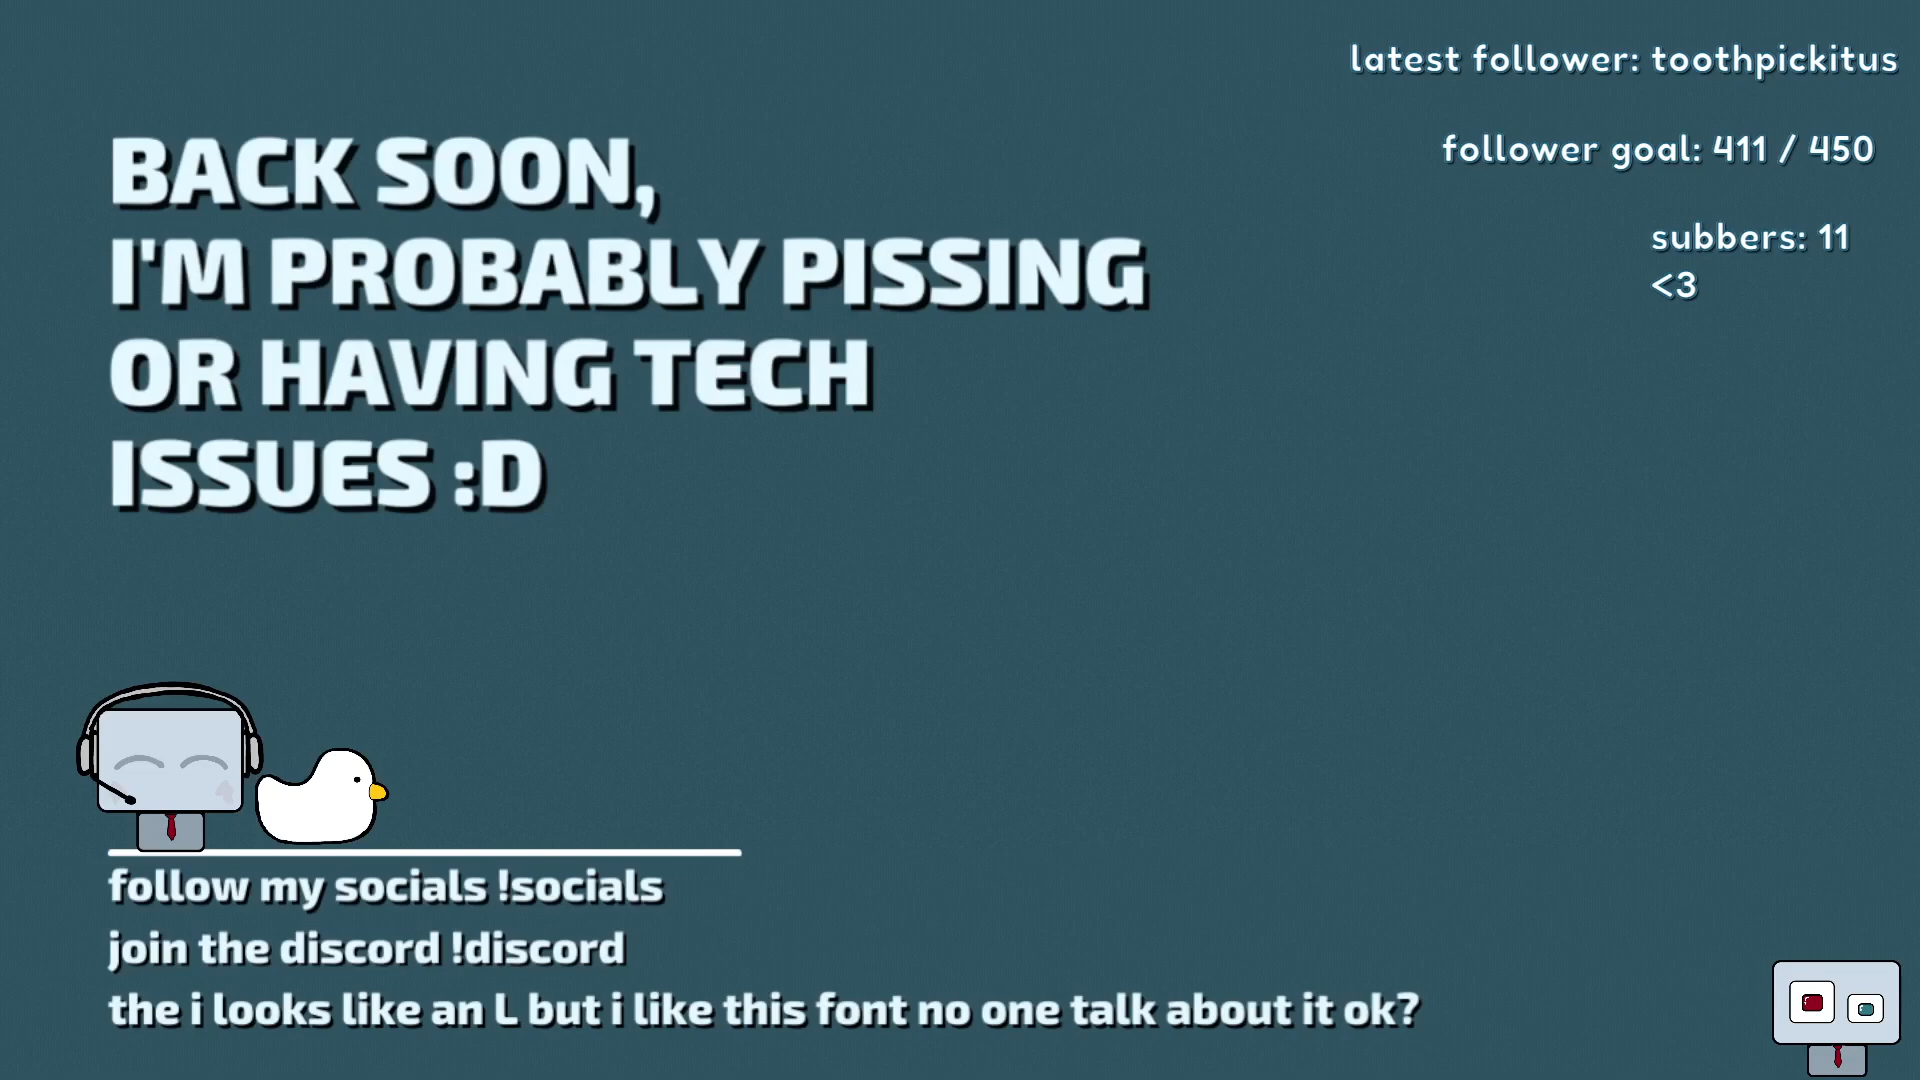 latest follower: toothpickitus
follower goal: 411 / 450
subbers: 11
<3
BACK SOON,
I'M PROBABLY PISSING
OR HAVING TECH
ISSUES :D
follow my socials !socials
join the discord !discord
the i looks like an L but i like this font no one talk about it ok?